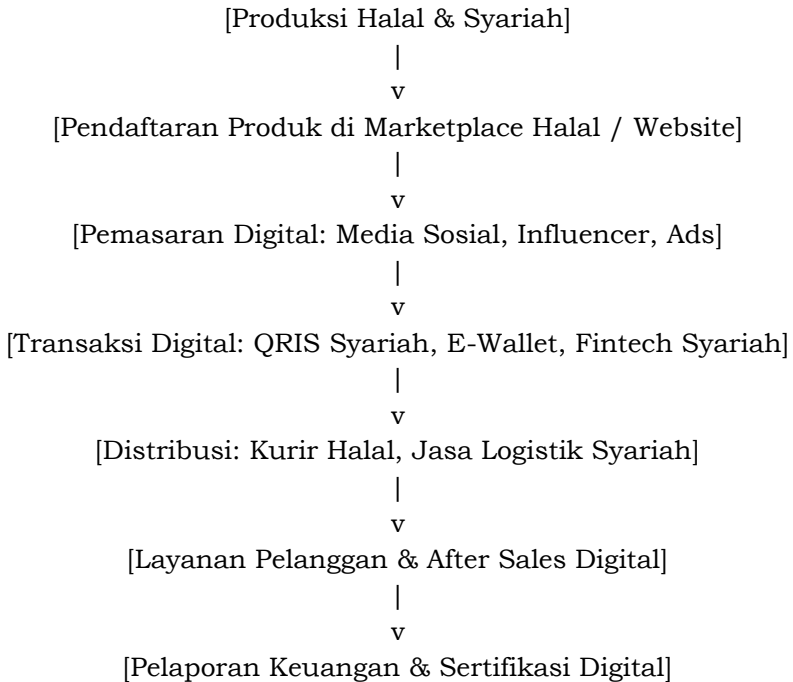 [Produksi Halal & Syariah]
|
v
[Pendaftaran Produk di Marketplace Halal / Website]
|
v
[Pemasaran Digital: Media Sosial, Influencer, Ads]
|
v
[Transaksi Digital: QRIS Syariah, E-Wallet, Fintech Syariah]
|
v
[Distribusi: Kurir Halal, Jasa Logistik Syariah]
|
v
[Layanan Pelanggan & After Sales Digital]
|
v
[Pelaporan Keuangan & Sertifikasi Digital]